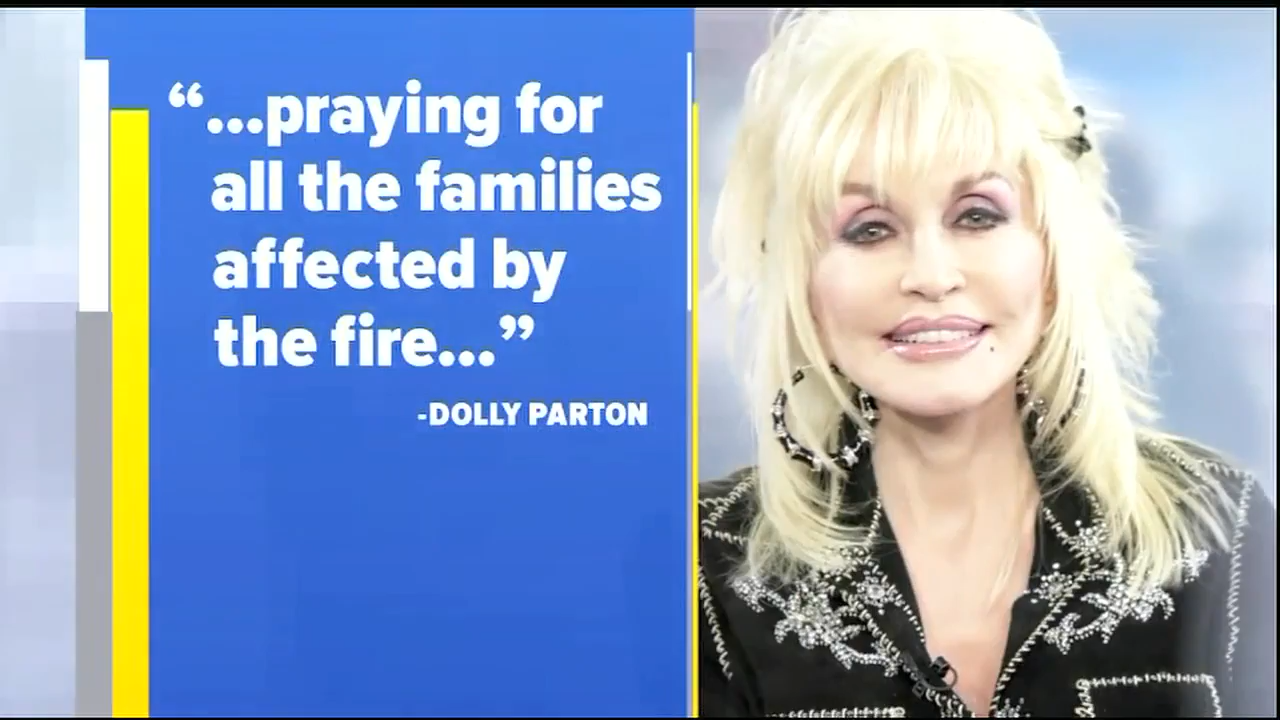 “...praying for
all the families
affected by
the fire...”
-DOLLY PARTON